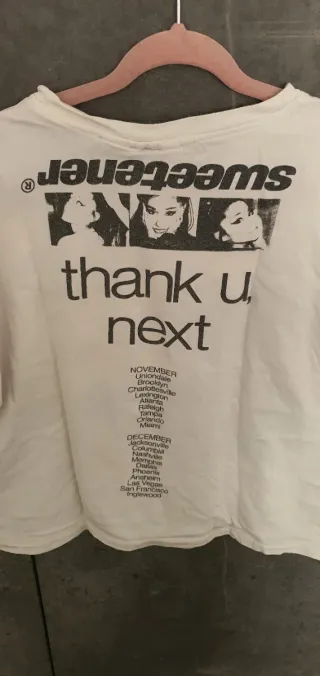 sweetener®
thank u,
next
NOVEMBER
Uniondale
Brooklyn
Charlottesville
Lexington
Atlanta
Raleigh
Tampa
Orlando
Miami
DECEMBER
Jacksonville
Columbia
Nashville
Memphis
Dallas
Phoenix
Anaheim
Las Vegas
San Francisco
Inglewood